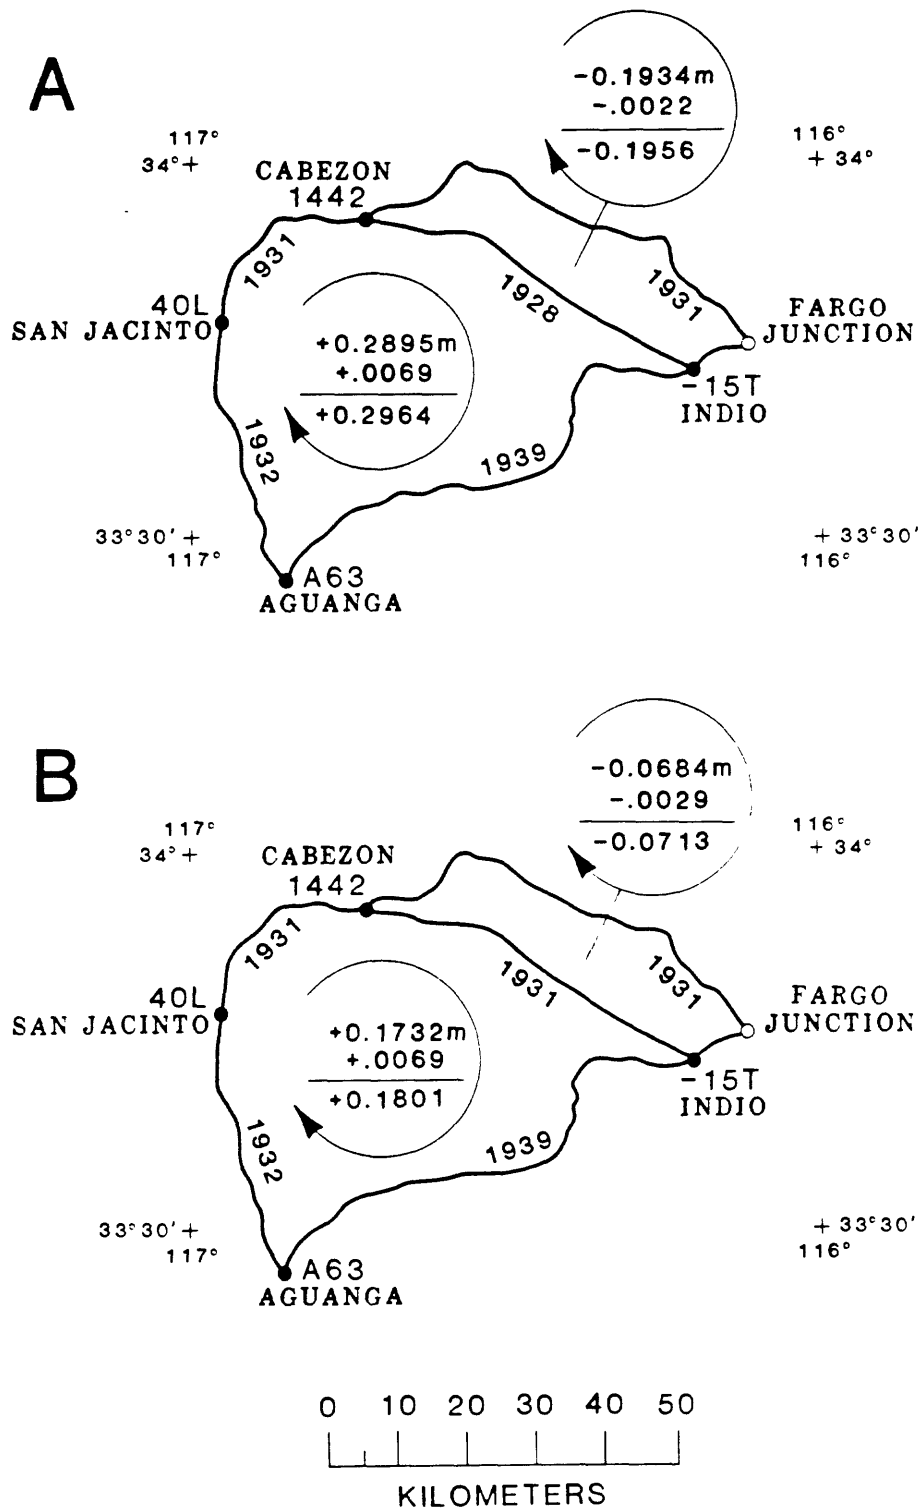 A
-0.1934m
-.0022
-0.1956
117°
34°+
116°
+ 34°
CABEZON
1442
1931
1928
1931
40L
SAN JACINTO
FARGO
JUNCTION
+0.2895m
+.0069
+0.2964
-15T
INDIO
1932
1939
33°30'+
117°
+ 33°30'
116°
A63
AGUANGA
B
-0.0684m
-.0029
-0.0713
117°
34°+
116°
+ 34°
CABEZON
1442
1931
1931
1931
40L
SAN JACINTO
FARGO
JUNCTION
+0.1732m
+.0069
+0.1801
-15T
INDIO
1932
1939
33°30'+
117°
+ 33°30'
116°
A63
AGUANGA
0 10 20 30 40 50
KILOMETERS